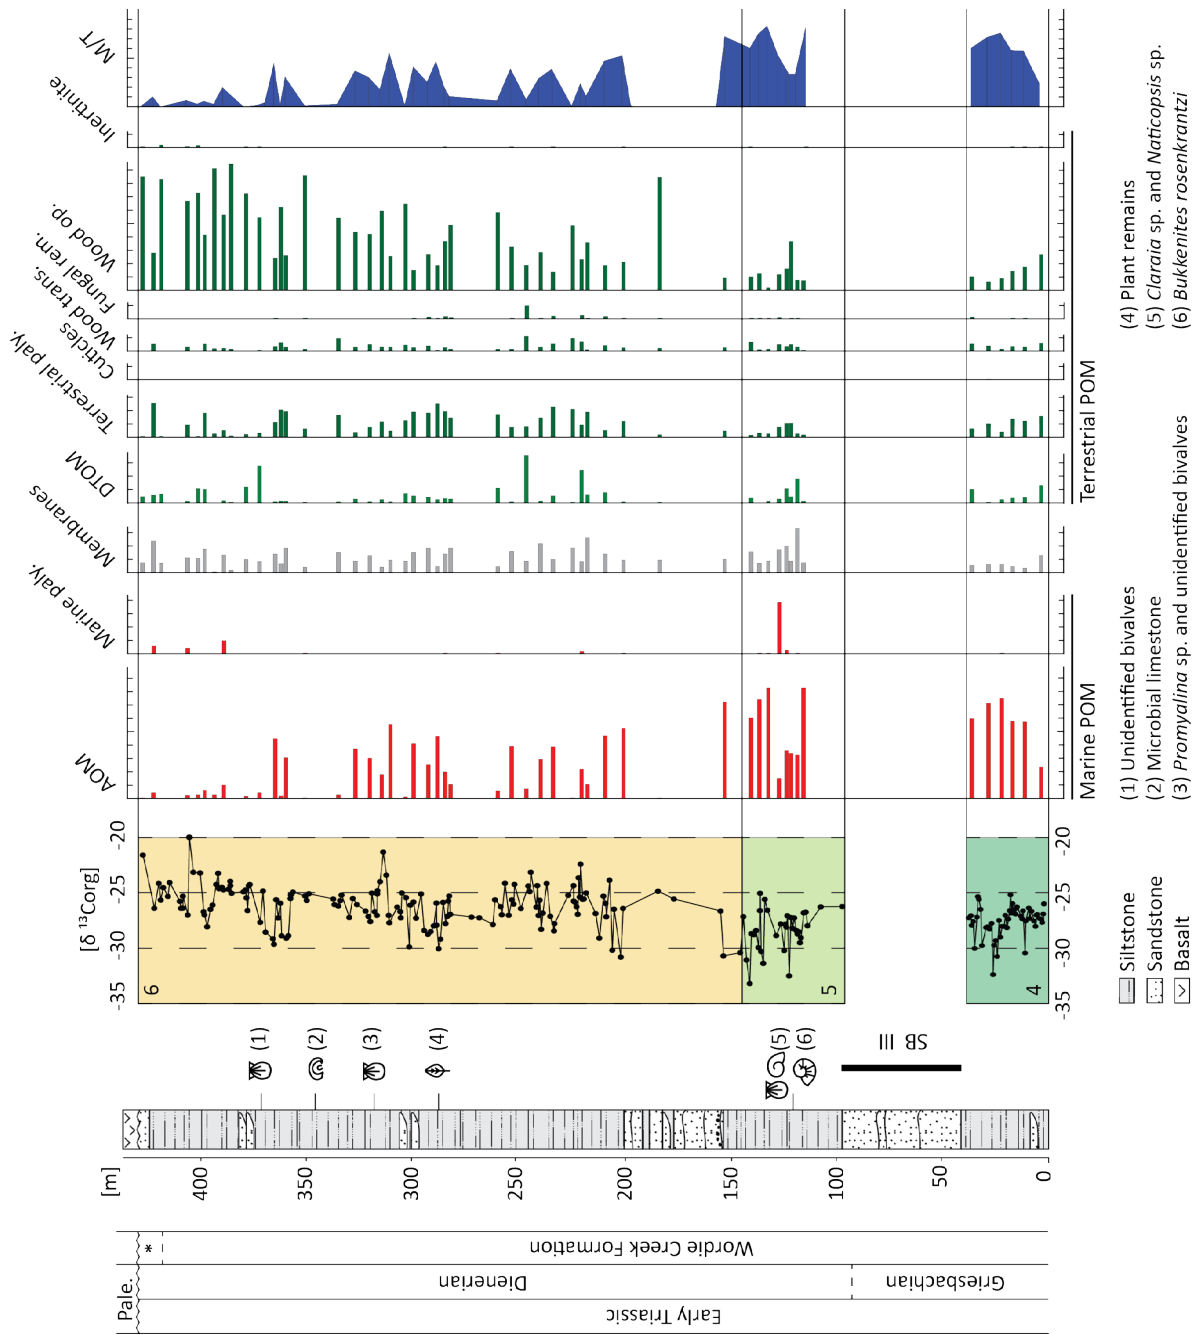 Pale.
Early Triassic
Dienerian
Griesbachian
*
Wordie Creek Formation
[m]
400
350
300
250
200
150
100
50
0
(1)
(2)
(3)
(4)
(5)
(6)
SB III
[δ ¹³Corg]
-20
-25
-30
-35
6
5
4
-20
-25
-30
-35
AOM
Marine paly.
Membranes
DTOM
Terrestrial paly.
Cuticles
Wood trans.
Fungal rem.
Wood op.
Inertinite
M/T
Marine POM
Terrestrial POM
Siltstone
Sandstone
Basalt
(1) Unidentified bivalves
(2) Microbial limestone
(3) Promyalina sp. and unidentified bivalves
(4) Plant remains
(5) Claraia sp. and Naticopsis sp.
(6) Bukkenites rosenkrantzi